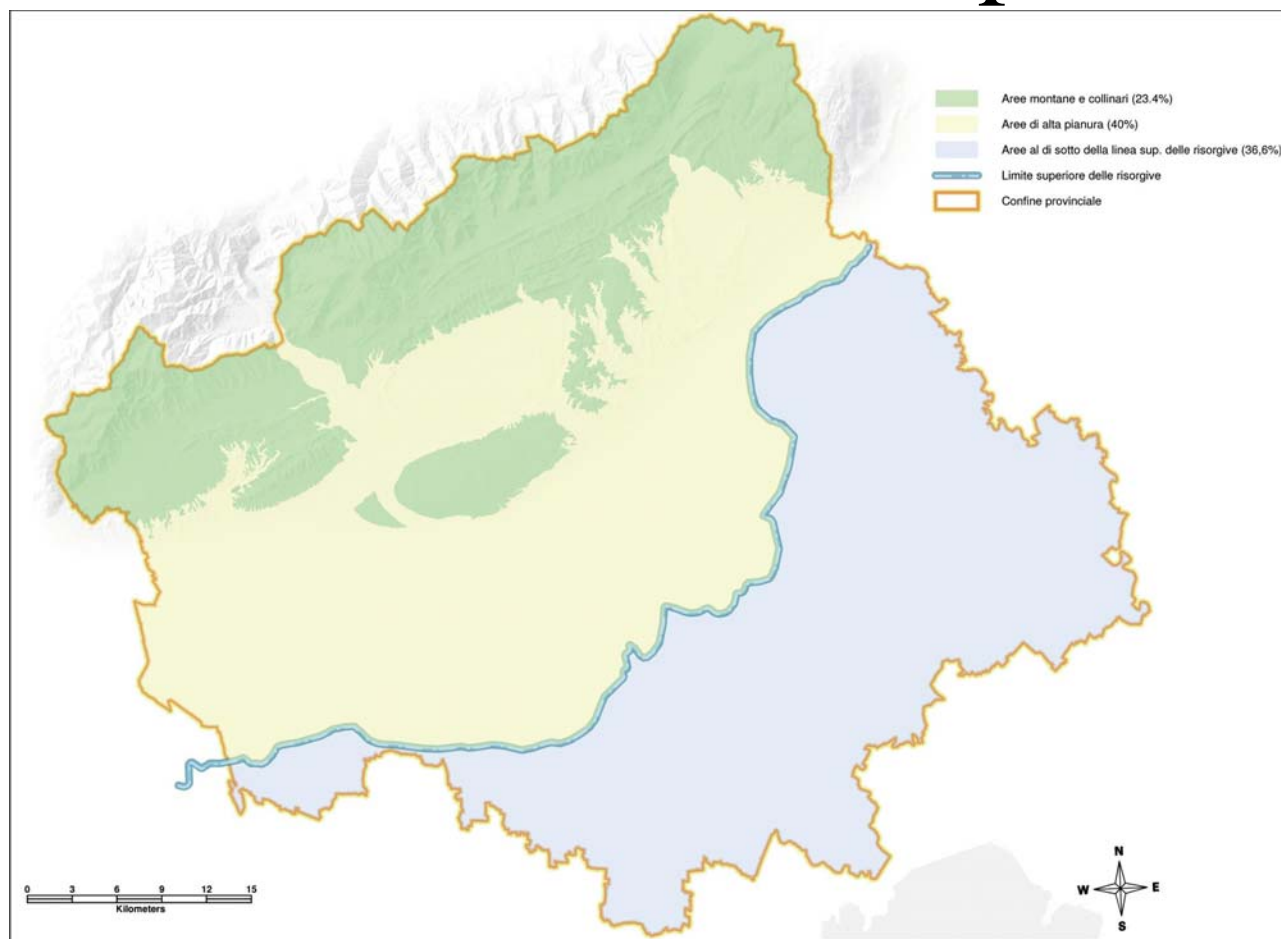 p
Aree montane e collinari (23.4%)
Aree di alta pianura (40%)
Aree al di sotto della linea sup. delle risorgive (36,6%)
Limite superiore delle risorgive
Confine provinciale
0 3 6 9 12 15
Kilometers
N
W E
S